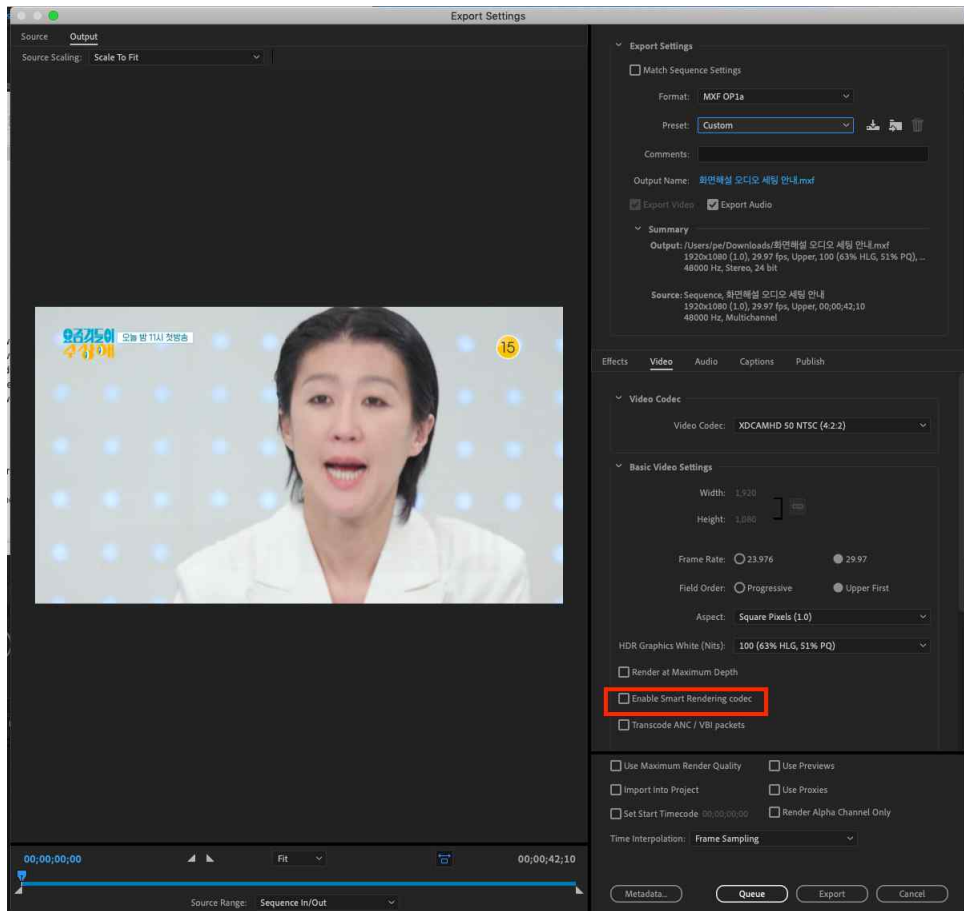 Export Settings
Source Output
Source Scaling: Scale To Fit
요즘것들이
수상해
오늘 밤 11시 첫방송
15
00;00;00;00
Fit
00;00;42;10
Source Range: Sequence In/Out
Export Settings
Match Sequence Settings
Format: MXF OP1a
Preset: Custom
Comments:
Output Name: 화면해설 오디오 세팅 안내.mxf
Export Video Export Audio
Summary
Output: /Users/pe/Downloads/화면해설 오디오 세팅 안내.mxf
1920x1080 (1.0), 29.97 fps, Upper, 100 (63% HLG, 51% PQ), ...
48000 Hz, Stereo, 24 bit
Source: Sequence, 화면해설 오디오 세팅 안내
1920x1080 (1.0), 29.97 fps, Upper, 00;00;42;10
48000 Hz, Multichannel
Effects Video Audio Captions Publish
Video Codec
Video Codec: XDCAMHD 50 NTSC (4:2:2)
Basic Video Settings
Width: 1,920
Height: 1,080
Frame Rate: 23.976 29.97
Field Order: Progressive Upper First
Aspect: Square Pixels (1.0)
HDR Graphics White (Nits): 100 (63% HLG, 51% PQ)
Render at Maximum Depth
Enable Smart Rendering codec
Transcode ANC / VBI packets
Use Maximum Render Quality Use Previews
Import Into Project Use Proxies
Set Start Timecode 00;00;00;00 Render Alpha Channel Only
Time Interpolation: Frame Sampling
Metadata... Queue Export Cancel